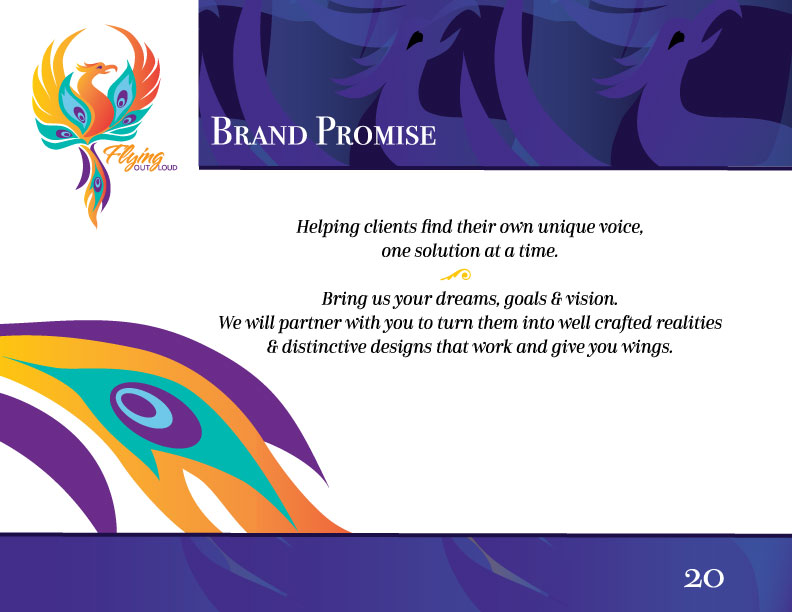 Flying
OUT LOUD
Brand Promise
Helping clients find their own unique voice,
one solution at a time.
Bring us your dreams, goals & vision.
We will partner with you to turn them into well crafted realities
& distinctive designs that work and give you wings.
20